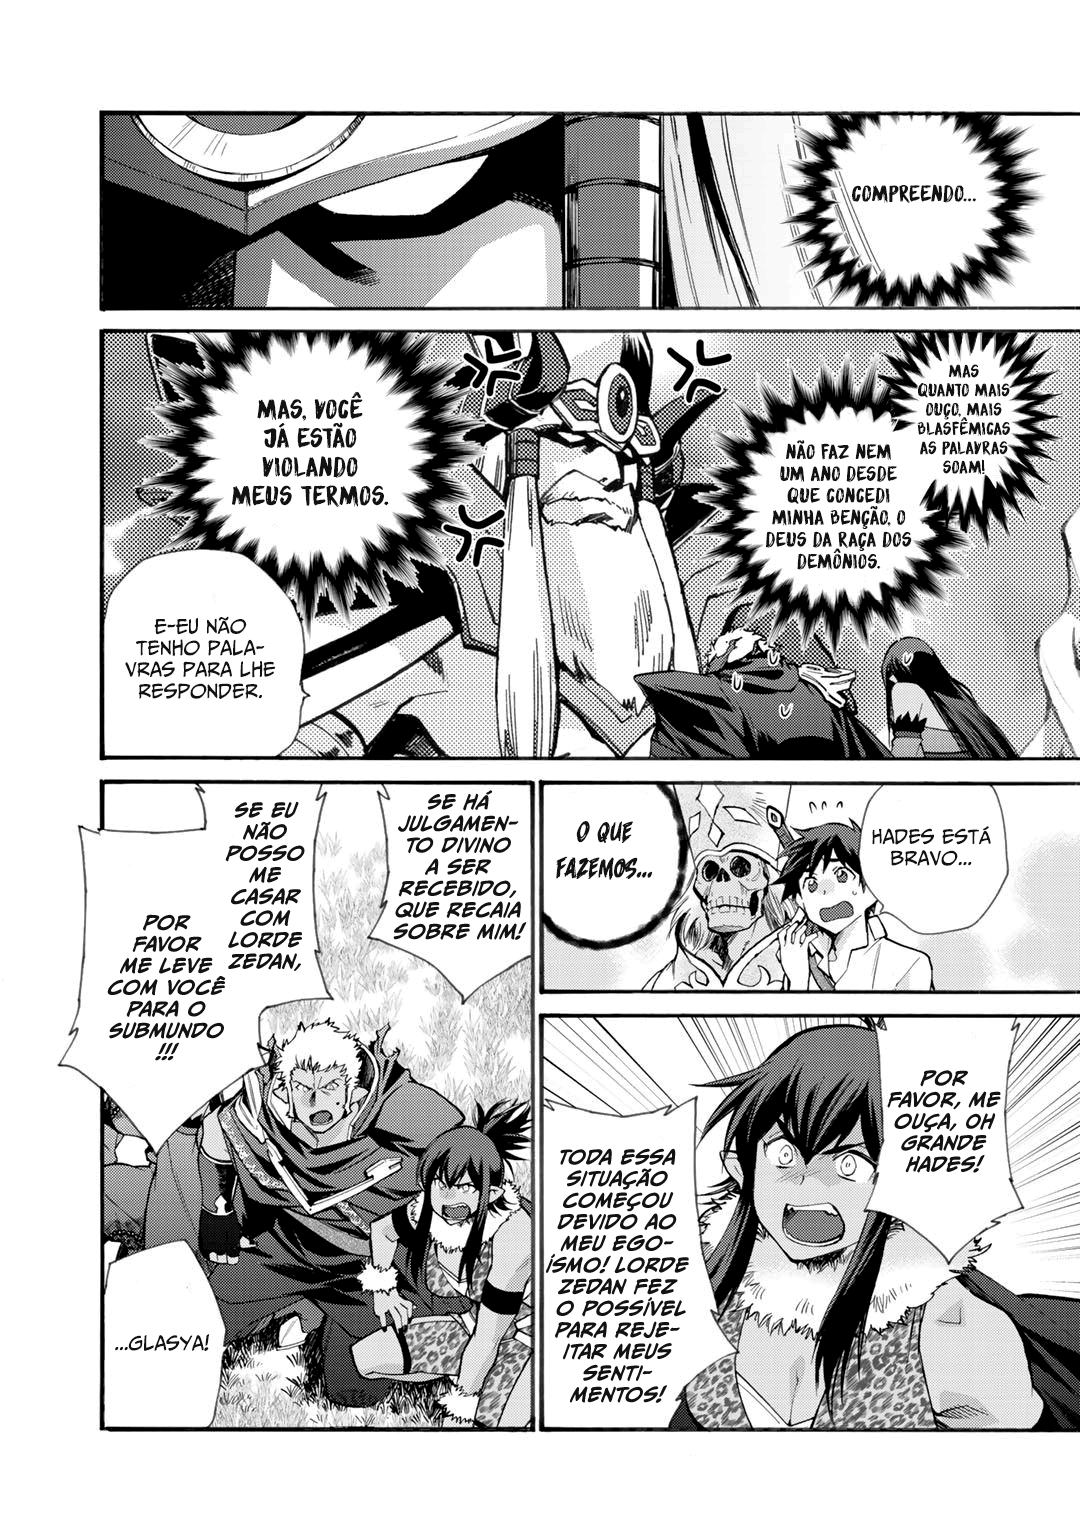 COMPREENDO...
MAS
QUANTO MAIS
OUÇO, MAIS
BLASFÊMICAS
AS PALAVRAS
SOAM!
NÃO FAZ NEM
UM ANO DESDE
QUE CONCEDI
MINHA BENÇÃO, O
DEUS DA RAÇA DOS
DEMÔNIOS.
MAS, VOCÊ
JÁ ESTÃO
VIOLANDO
MEUS TERMOS.
E-EU NÃO
TENHO PALA-
VRAS PARA LHE
RESPONDER.
HADES ESTÁ
BRAVO...
O QUE
FAZEMOS...
POR
FAVOR, ME
OUÇA, OH
GRANDE
HADES!
TODA ESSA
SITUAÇÃO
COMEÇOU
DEVIDO AO
MEU EGO-
ÍSMO! LORDE
ZEDAN FEZ
O POSSÍVEL
PARA REJE-
ITAR MEUS
SENTI-
MENTOS!
SE HÁ
JULGAMEN-
TO DIVINO
A SER
RECEBIDO,
QUE RECAIA
SOBRE MIM!
SE EU
NÃO
POSSO
ME
CASAR
COM
LORDE
ZEDAN,
POR
FAVOR
ME LEVE
COM VOCÊ
PARA O
SUBMUNDO
!!!
...GLASYA!